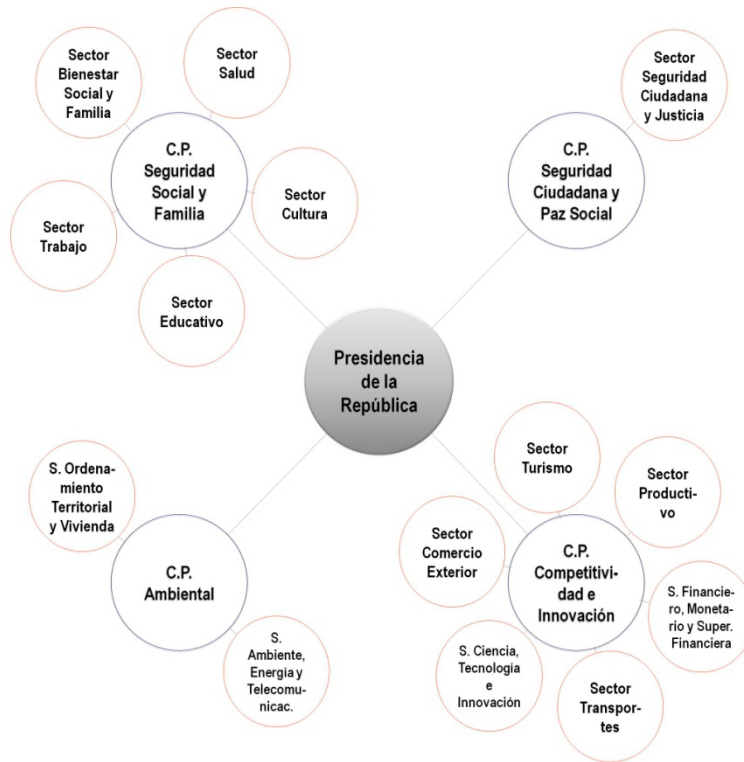 Sector
Bienestar
Social y
Familia
Sector
Salud
C.P.
Seguridad
Social y
Familia
Sector
Cultura
Sector
Trabajo
Sector
Educativo
Sector
Seguridad
Ciudadana
y Justicia
C.P.
Seguridad
Ciudadana y
Paz Social
Presidencia
de la
República
S. Ordena-
miento
Territorial
y Vivienda
C.P.
Ambiental
S.
Ambiente,
Energía y
Telecomu-
nicac.
Sector
Turismo
Sector
Producti-
vo
Sector
Comercio
Exterior
C.P.
Competitivi-
dad e
Innovación
S. Financie-
ro, Moneta-
rio y Super.
Financiera
S. Ciencia,
Tecnología
e
Innovación
Sector
Transpor-
tes